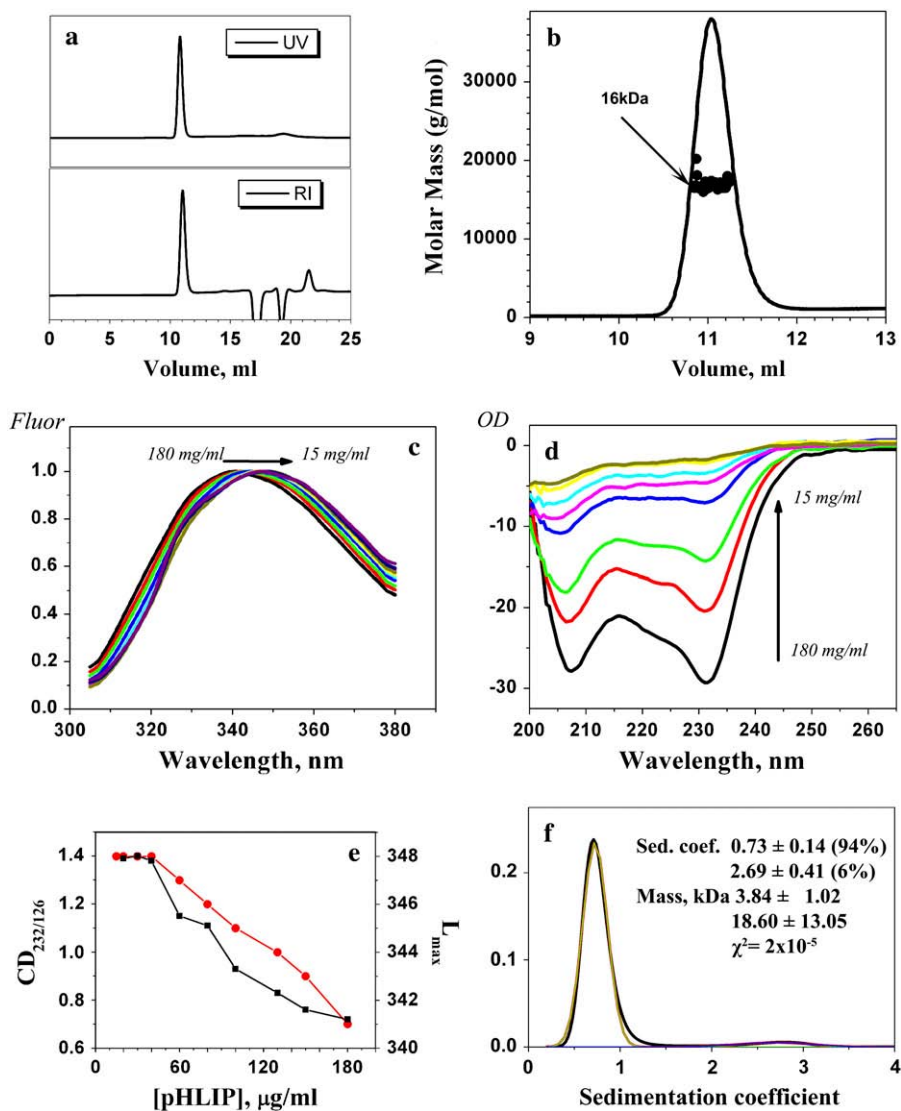 a
UV
RI
0 5 10 15 20 25
Volume, ml
b
16kDa
Molar Mass (g/mol)
30000
20000
10000
0
9 10 11 12 13
Volume, ml
Fluor
c
180 mg/ml 15 mg/ml
1.0
0.8
0.6
0.4
0.2
0.0
300 320 340 360 380
Wavelength, nm
OD
d
0
-10
-20
-30
15 mg/ml
180 mg/ml
200 210 220 230 240 250 260
Wavelength, nm
e
CD232/126
1.4
1.2
1.0
0.8
0.6
348
346
344
342
340
Lmax
0 30 60 90 120 150 180
[pHLIP], μg/ml
f
0.2
0.1
0.0
Sed. coef. 0.73 ± 0.14 (94%)
2.69 ± 0.41 (6%)
Mass, kDa 3.84 ± 1.02
18.60 ± 13.05
χ²= 2x10⁻⁵
0 1 2 3 4
Sedimentation coefficient